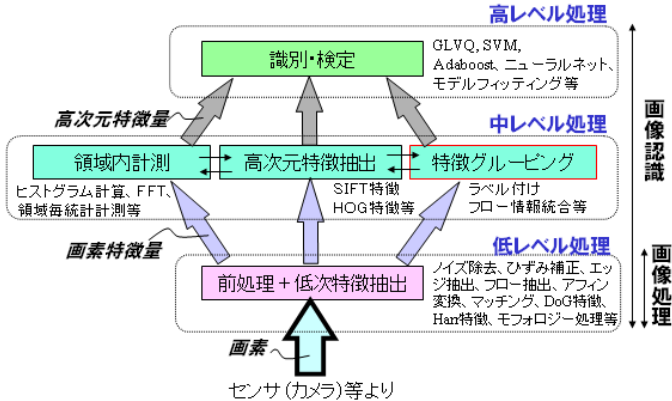 高レベル処理
識別・検定
GLVQ, SVM,
Adaboost、ニューラルネット、
モデルフィッティング等
高次元特徴量
中レベル処理
領域内計測
高次元特徴抽出
特徴グルーピング
ヒストグラム計算、FFT、
領域毎統計計測等
SIFT特徴
HOG特徴等
ラベル付け
フロー情報統合等
画素特徴量
低レベル処理
前処理＋低次特徴抽出
ノイズ除去、ひずみ補正、エッ
ジ抽出、フロー抽出、アフィン
変換、マッチング、DoG特徴、
Harr特徴、モフォロジー処理等
画素
センサ（カメラ）等より
画像認識
画像処理